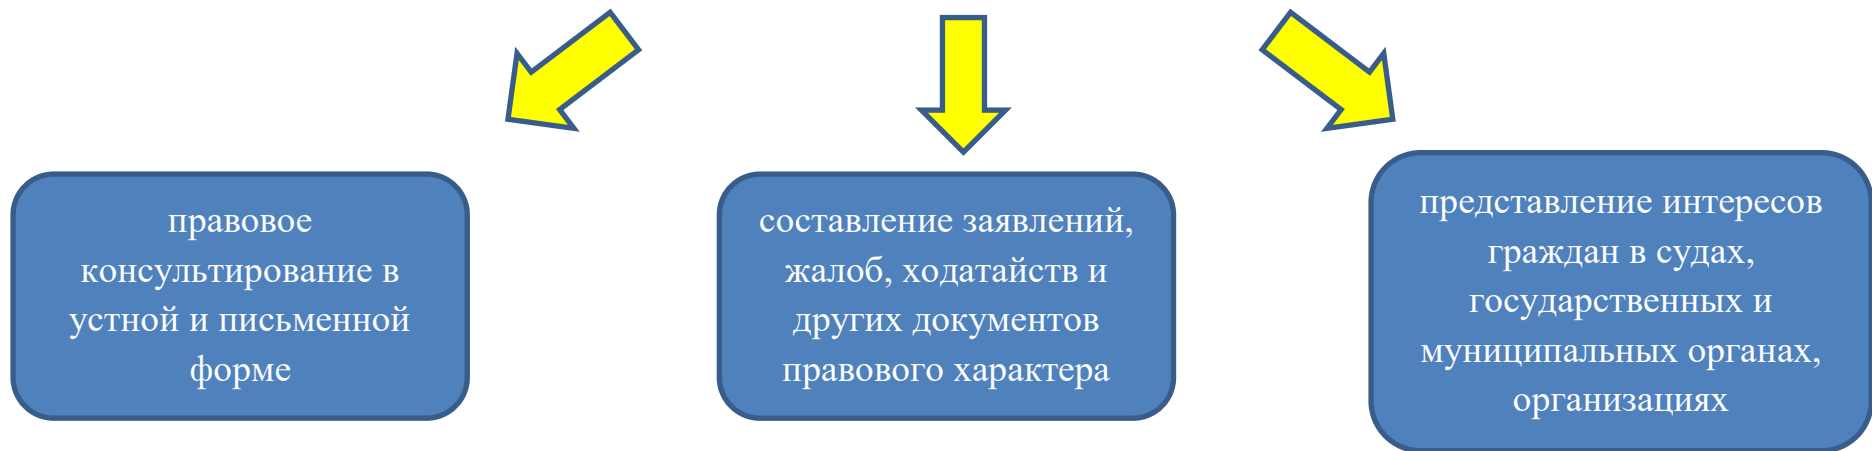 правовое
консультирование в
устной и письменной
форме
составление заявлений,
жалоб, ходатайств и
других документов
правового характера
представление интересов
граждан в судах,
государственных и
муниципальных органах,
организациях